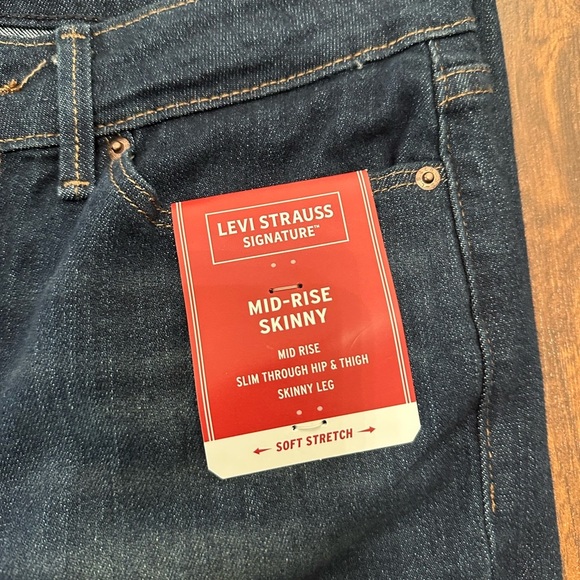 LEVI STRAUSS
SIGNATURE™
MID-RISE
SKINNY
MID RISE
SLIM THROUGH HIP & THIGH
SKINNY LEG
← SOFT STRETCH →